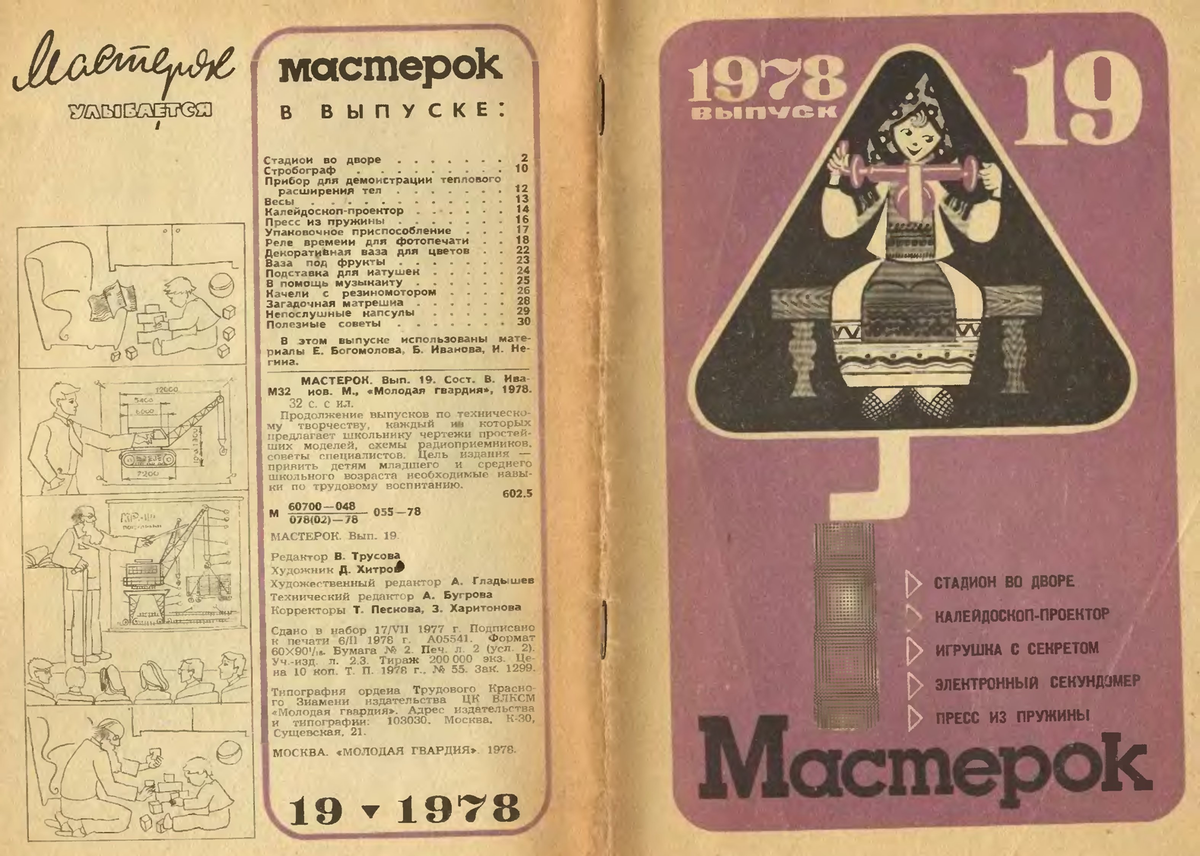 Мастерок
УЛЫБАЕТСЯ
12000
5400
6000
7200
мастерок
В ВЫПУСКЕ:
Стадион во дворе . . . . . . . 2
Стробограф . . . . . . . . . 10
Прибор для демонстрации теплового
расширения тел . . . . . . . 12
Весы . . . . . . . . . . . 13
Калейдоскоп-проектор . . . . . 14
Пресс из пружины . . . . . . 16
Упаковочное приспособление . . . 17
Реле времени для фотопечати . . 18
Декоративная ваза для цветов . . 22
Ваза под фрукты . . . . . . . 23
Подставка для катушек . . . . . 24
В помощь музыканту . . . . . 25
Качели с резиномотором . . . . 26
Загадочная матрешка . . . . . 28
Непослушные капсулы . . . . . 29
Полезные советы . . . . . . . 30
В этом выпуске использованы мате-
риалы Е. Богомолова, Б. Иванова, И. Не-
гина.
МАСТЕРОК. Вып. 19. Сост. В. Ива-
М32 нов. М., «Молодая гвардия», 1978.
32 с. с ил.
Продолжение выпусков по техническо-
му творчеству, каждый из которых
предлагает школьнику чертежи простей-
ших моделей, схемы радиоприемников,
советы специалистов. Цель издания —
привить детям младшего и среднего
школьного возраста необходимые навы-
ки по трудовому воспитанию.
602.5
М 60700—048
078(02)—78 055—78
МАСТЕРОК. Вып. 19.
Редактор В. Трусова
Художник Д. Хитров
Художественный редактор А. Гладышев
Технический редактор А. Бугрова
Корректоры Т. Пескова, З. Харитонова
Сдано в набор 17/VII 1977 г. Подписано
к печати 6/II 1978 г. А05541. Формат
60×90¹/₁₆. Бумага № 2. Печ. л. 2 (усл. 2).
Уч.-изд. л. 2,3. Тираж 200 000 экз. Це-
на 10 коп. Т. П. 1978 г., № 55. Зак. 1299.
Типография ордена Трудового Красно-
го Знамени издательства ЦК ВЛКСМ
«Молодая гвардия». Адрес издательства
и типографии: 103030, Москва, К-30,
Сущевская, 21.
МОСКВА. «МОЛОДАЯ ГВАРДИЯ». 1978.
19 ▾ 1978
1978
ВЫПУСК
19
СТАДИОН ВО ДВОРЕ
КАЛЕЙДОСКОП-ПРОЕКТОР
ИГРУШКА С СЕКРЕТОМ
ЭЛЕКТРОННЫЙ СЕКУНДОМЕР
ПРЕСС ИЗ ПРУЖИНЫ
Мастерок